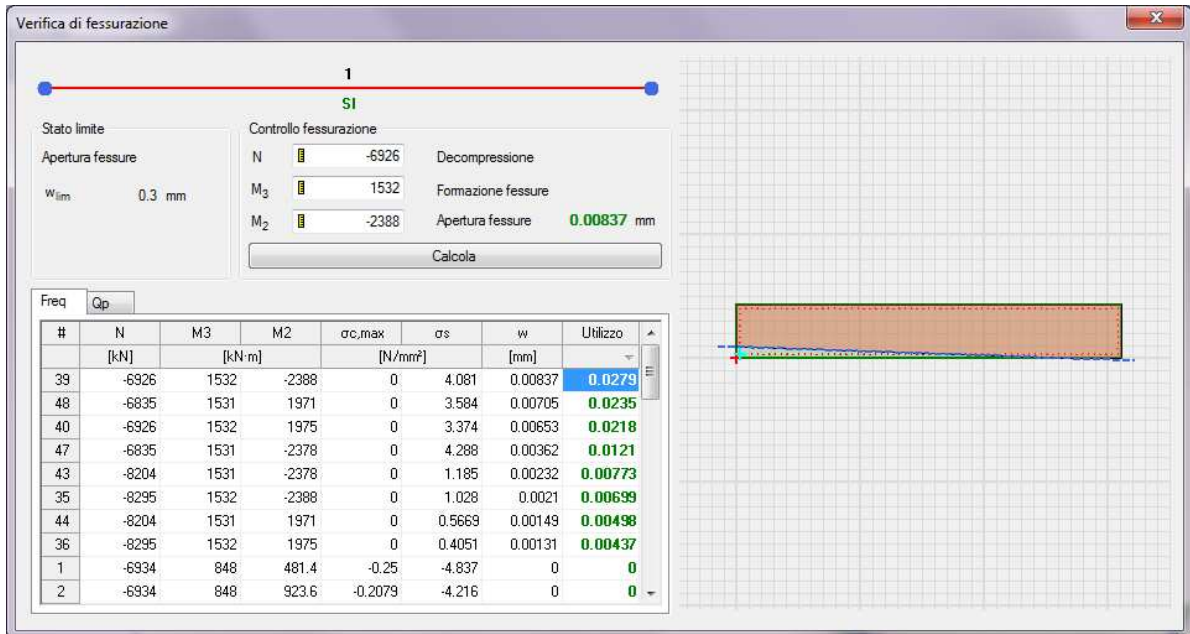 Verifica di fessurazione
1
SI
Stato limite
Apertura fessure
wlim 0.3 mm
Controllo fessurazione
N -6926 Decompressione
M3 1532 Formazione fessure
M2 -2388 Apertura fessure 0.00837 mm
Calcola
Freq Qp
# N M3 M2 σc,max σs w Utilizzo
[kN] [kN·m] [N/mm²] [mm]
39 -6926 1532 -2388 0 4.081 0.00837 0.0279
48 -6835 1531 1971 0 3.584 0.00705 0.0235
40 -6926 1532 1975 0 3.374 0.00653 0.0218
47 -6835 1531 -2378 0 4.288 0.00362 0.0121
43 -8204 1531 -2378 0 1.185 0.00232 0.00773
35 -8295 1532 -2388 0 1.028 0.0021 0.00699
44 -8204 1531 1971 0 0.5669 0.00149 0.00498
36 -8295 1532 1975 0 0.4051 0.00131 0.00437
1 -6934 848 481.4 -0.25 -4.837 0 0
2 -6934 848 923.6 -0.2079 -4.216 0 0